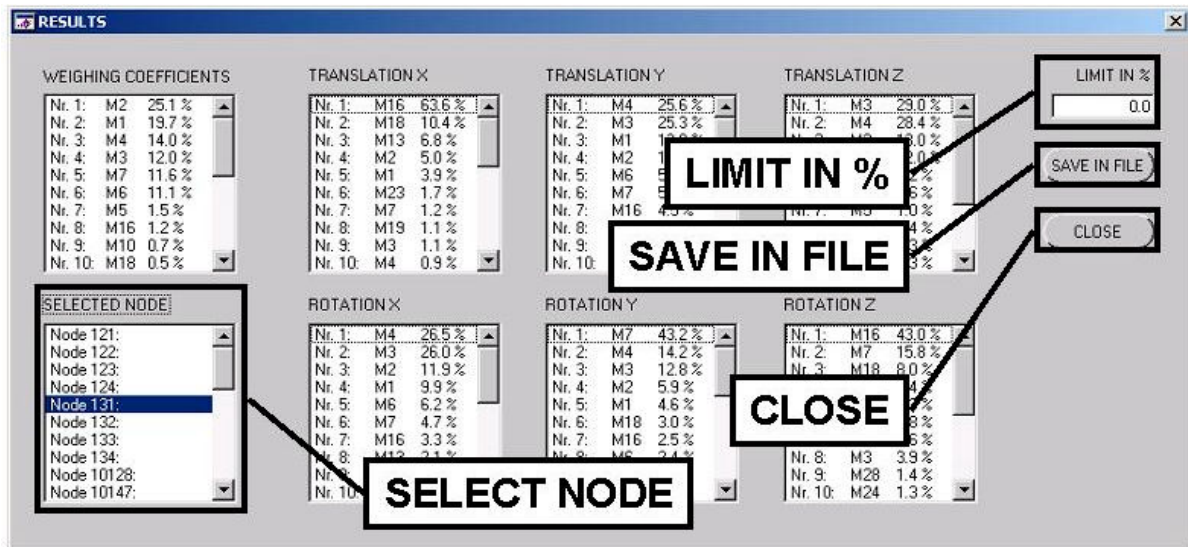 RESULTS
WEIGHING COEFFICIENTS
Nr. 1: M2 25.1 %
Nr. 2: M1 19.7 %
Nr. 3: M4 14.0 %
Nr. 4: M3 12.0 %
Nr. 5: M7 11.6 %
Nr. 6: M6 11.1 %
Nr. 7: M5 1.5 %
Nr. 8: M16 1.2 %
Nr. 9: M10 0.7 %
Nr. 10: M18 0.5 %
TRANSLATION X
Nr. 1: M16 63.6 %
Nr. 2: M18 10.4 %
Nr. 3: M13 6.8 %
Nr. 4: M2 5.0 %
Nr. 5: M1 3.9 %
Nr. 6: M23 1.7 %
Nr. 7: M7 1.2 %
Nr. 8: M19 1.1 %
Nr. 9: M3 1.1 %
Nr. 10: M4 0.9 %
TRANSLATION Y
Nr. 1: M4 25.6 %
Nr. 2: M3 25.3 %
Nr. 3: M1
Nr. 4: M2
Nr. 5: M6
Nr. 6: M7
Nr. 7: M16
Nr. 8:
Nr. 9:
Nr. 10:
TRANSLATION Z
Nr. 1: M3 29.0 %
Nr. 2: M4 28.4 %
LIMIT IN %
0.0
SAVE IN FILE
CLOSE
LIMIT IN %
SAVE IN FILE
SELECTED NODE
Node 121:
Node 122:
Node 123:
Node 124:
Node 131:
Node 132:
Node 133:
Node 134:
Node 10128:
Node 10147:
ROTATION X
Nr. 1: M4 26.5 %
Nr. 2: M3 26.0 %
Nr. 3: M2 11.9 %
Nr. 4: M1 9.9 %
Nr. 5: M6 6.2 %
Nr. 6: M7 4.7 %
Nr. 7: M16 3.3 %
Nr. 8:
Nr. 10:
ROTATION Y
Nr. 1: M7 43.2 %
Nr. 2: M4 14.2 %
Nr. 3: M3 12.8 %
Nr. 4: M2 5.9 %
Nr. 5: M1 4.6 %
Nr. 6: M18 3.0 %
Nr. 7: M16 2.5 %
ROTATION Z
Nr. 1: M16 43.0 %
Nr. 2: M7 15.8 %
Nr. 3: M18 8.0 %
Nr. 8: M3 3.9 %
Nr. 9: M28 1.4 %
Nr. 10: M24 1.3 %
CLOSE
SELECT NODE